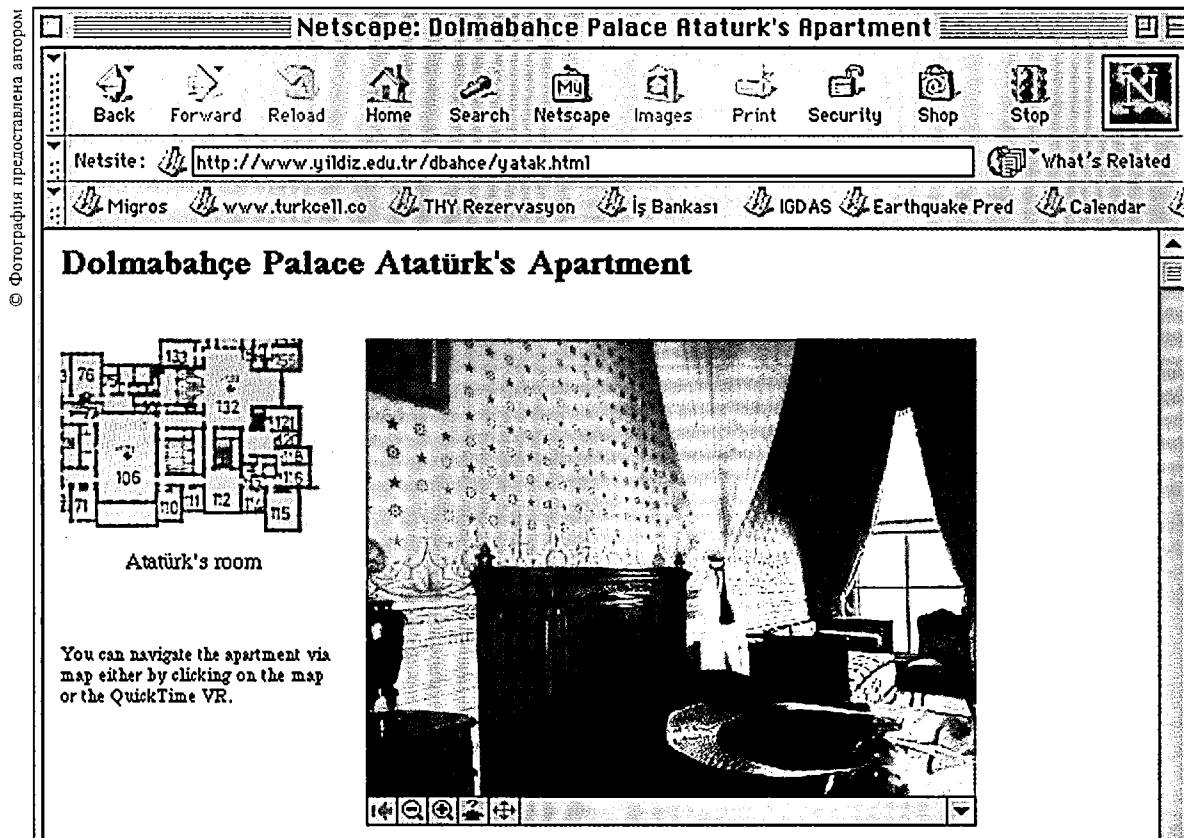 © Фотография предоставлена автором
Netscape: Dolmabahce Palace Ataturk's Apartment
Back Forward Reload Home Search Netscape Images Print Security Shop Stop
My
N
Netsite: http://www.yildiz.edu.tr/dbahce/yatak.html What's Related
Migros www.turkcell.co THY Rezervasyon İş Bankası IGDAS Earthquake Pred Calendar
Dolmabahçe Palace Atatürk's Apartment
133
76
132
121
106
116
71 110 111 112 115
Atatürk's room
You can navigate the apartment via
map either by clicking on the map
or the QuickTime VR.